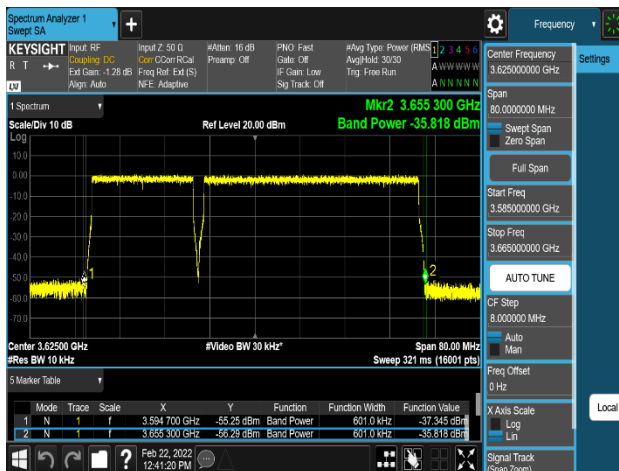 Spectrum Analyzer 1
Swept SA
Frequency
KEYSIGHT
R T
Input: RF
Coupling: DC
Ext Gain: -1.28 dB
Align: Auto
Input Z: 50 Ω
Corr CCorr RCal
Freq Ref: Ext (S)
NFE: Adaptive
#Atten: 16 dB
Preamp: Off
PNO: Fast
Gate: Off
IF Gain: Low
Sig Track: Off
#Avg Type: Power (RMS
Avg|Hold: 30/30
Trig: Free Run
1 2 3 4 5 6
A W W W W W
A N N N N N
1 Spectrum
Scale/Div 10 dB
Ref Level 20.00 dBm
Mkr2 3.655 300 GHz
Band Power -35.818 dBm
Log
10.0
0.00
-10.0
-20.0
-30.0
-40.0
-50.0
-60.0
-70.0
1
2
Center 3.62500 GHz
#Video BW 30 kHz*
Span 80.00 MHz
#Res BW 10 kHz
Sweep 321 ms (16001 pts)
5 Marker Table
Mode Trace Scale X Y Function Function Width Function Value
1 N 1 f 3.594 700 GHz -55.25 dBm Band Power 601.0 kHz -37.345 dBm
2 N 1 f 3.655 300 GHz -56.29 dBm Band Power 601.0 kHz -35.818 dBm
?
Feb 22, 2022
12:41:20 PM
Center Frequency
3.625000000 GHz
Settings
Span
80.0000000 MHz
Swept Span
Zero Span
Full Span
Start Freq
3.585000000 GHz
Stop Freq
3.665000000 GHz
AUTO TUNE
CF Step
8.000000 MHz
Auto
Man
Freq Offset
0 Hz
X Axis Scale
Log
Lin
Local
Signal Track
(Span Zoom)